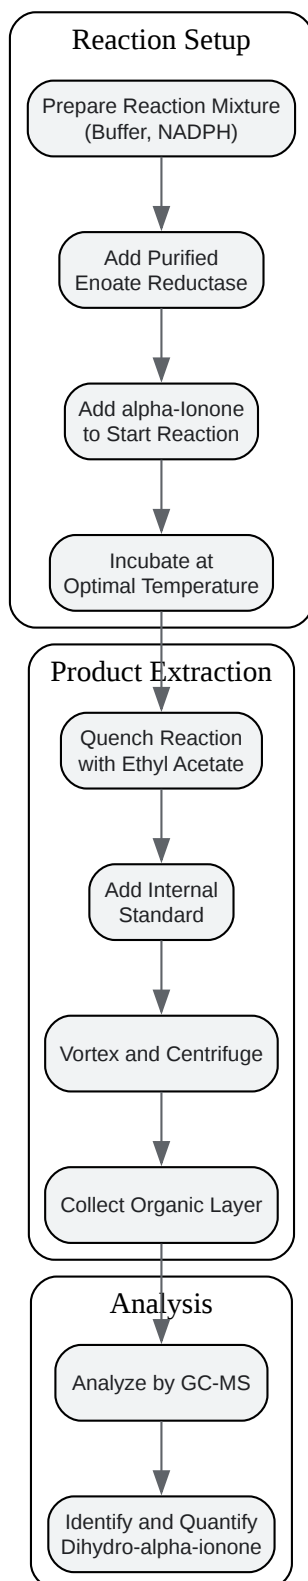 Reaction Setup
Prepare Reaction Mixture
(Buffer, NADPH)
Add Purified
Enoate Reductase
Add alpha-Ionone
to Start Reaction
Incubate at
Optimal Temperature
Product Extraction
Quench Reaction
with Ethyl Acetate
Add Internal
Standard
Vortex and Centrifuge
Collect Organic Layer
Analysis
Analyze by GC-MS
Identify and Quantify
Dihydro-alpha-ionone